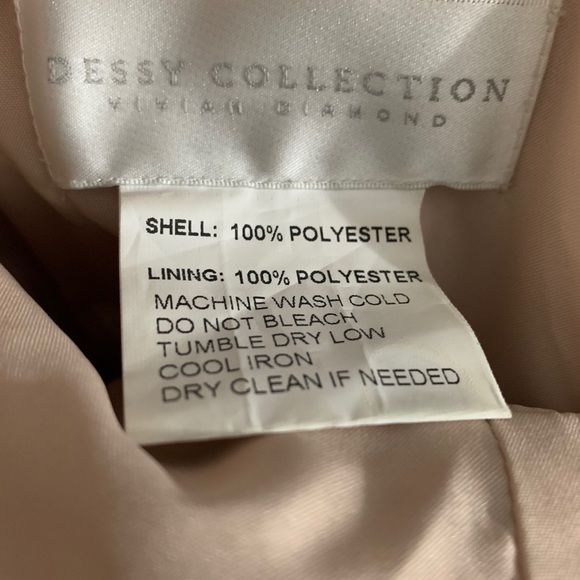 DESSY COLLECTION
VIVIAN DIAMOND
SHELL: 100% POLYESTER
LINING: 100% POLYESTER
MACHINE WASH COLD
DO NOT BLEACH
TUMBLE DRY LOW
COOL IRON
DRY CLEAN IF NEEDED